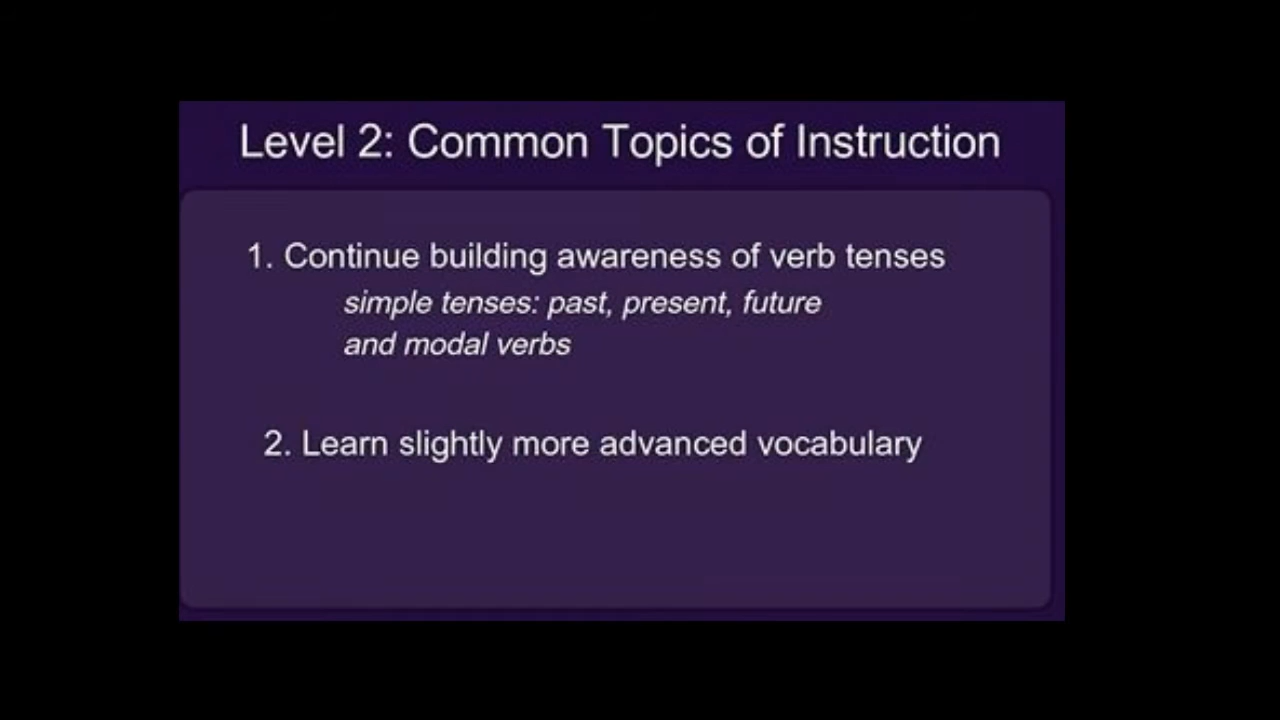 Level 2: Common Topics of Instruction
1. Continue building awareness of verb tenses
simple tenses: past, present, future
and modal verbs
2. Learn slightly more advanced vocabulary